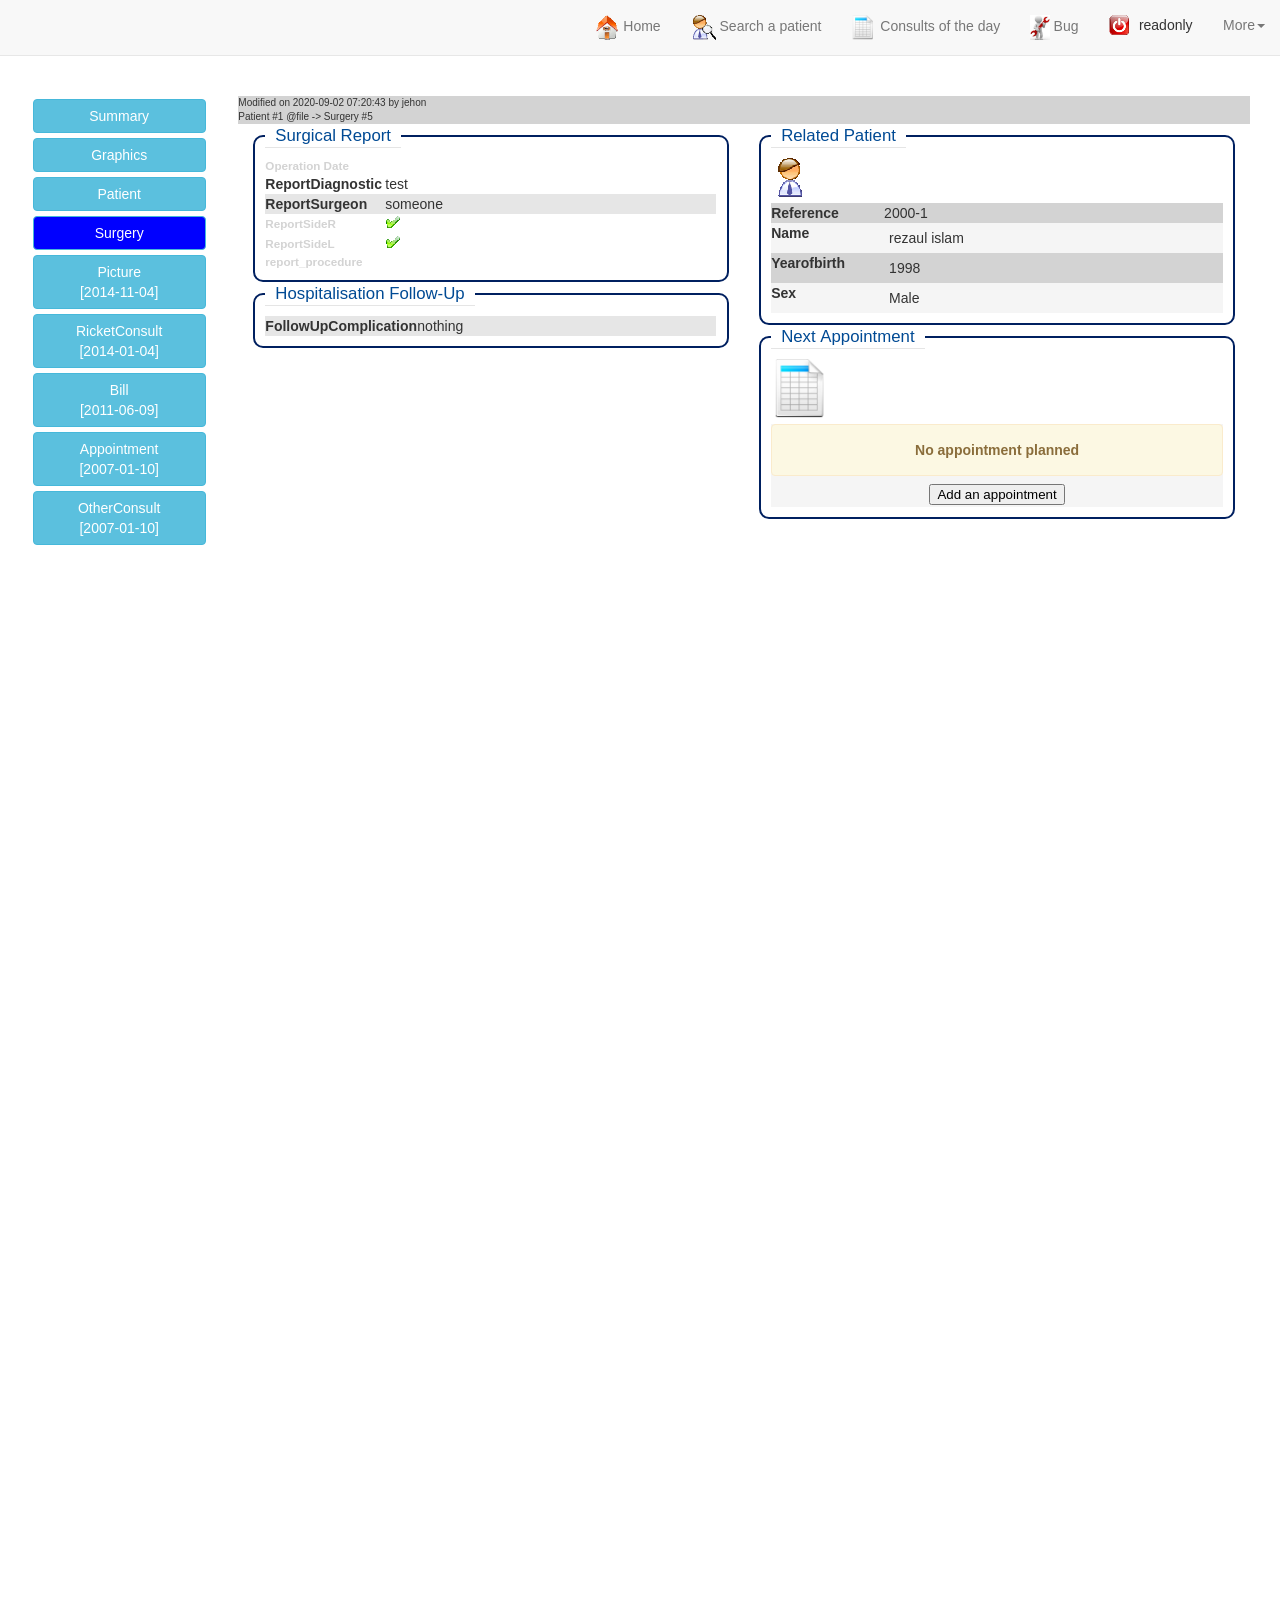 Home
Search a patient
Consults of the day
Bug
readonly
More
Summary
Graphics
Patient
Surgery
Picture
[2014-11-04]
RicketConsult
[2014-01-04]
Bill
[2011-06-09]
Appointment
[2007-01-10]
OtherConsult
[2007-01-10]
Modified on 2020-09-02 07:20:43 by jehon
Patient #1 @file -> Surgery #5
Surgical Report
Operation Date
ReportDiagnostic test
ReportSurgeon someone
ReportSideR
ReportSideL
report_procedure
Hospitalisation Follow-Up
FollowUpComplication nothing
Related Patient
Reference 2000-1
Name rezaul islam
Yearofbirth 1998
Sex Male
Next Appointment
No appointment planned
Add an appointment